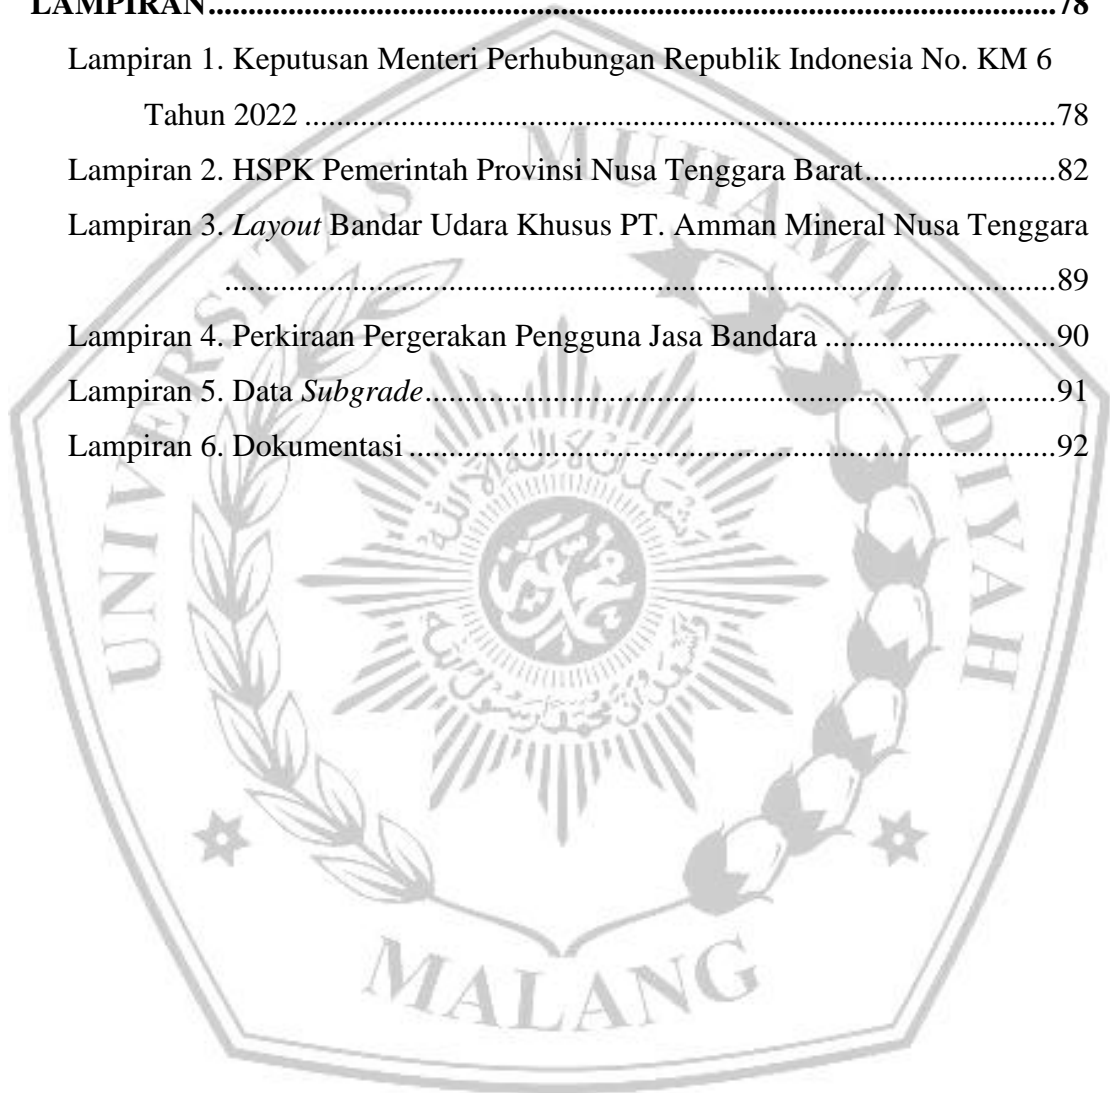 LAMPIRAN....................................................................................................78
Lampiran 1. Keputusan Menteri Perhubungan Republik Indonesia No. KM 6
Tahun 2022 ..........................................................................................78
Lampiran 2. HSPK Pemerintah Provinsi Nusa Tenggara Barat.......................82
Lampiran 3. Layout Bandar Udara Khusus PT. Amman Mineral Nusa Tenggara
....................................................................................................89
Lampiran 4. Perkiraan Pergerakan Pengguna Jasa Bandara ...........................90
Lampiran 5. Data Subgrade...........................................................................91
Lampiran 6. Dokumentasi .............................................................................92
UNIVERSITAS MUHAMMADIYAH
MALANG